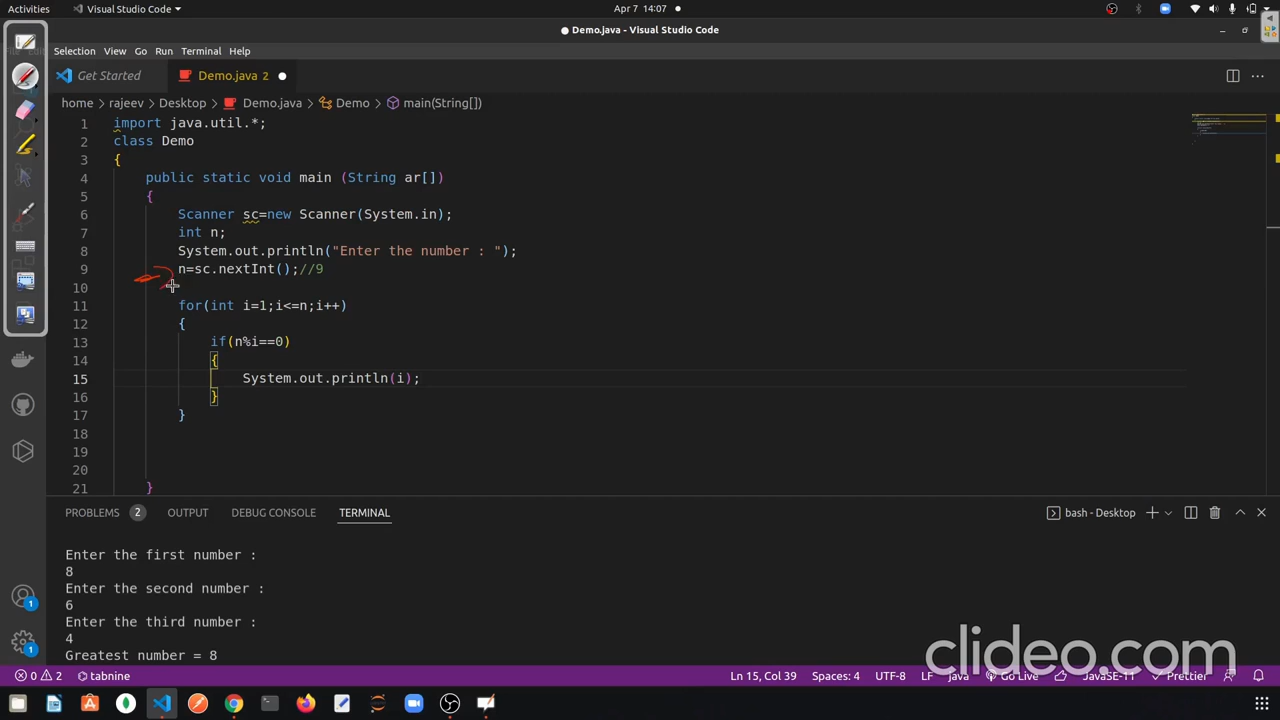 Activities Visual Studio Code Apr 7 14:07
Demo.java - Visual Studio Code
Selection View Go Run Terminal Help
Get Started Demo.java 2
home rajeev Desktop Demo.java Demo main(String[])
1 import java.util.*;
2 class Demo
3 {
4 public static void main (String ar[])
5 {
6 Scanner sc=new Scanner(System.in);
7 int n;
8 System.out.println("Enter the number : ");
9 n=sc.nextInt();//9
10
11 for(int i=1;i<=n;i++)
12 {
13 if(n%i==0)
14 {
15 System.out.println(i);
16 }
17 }
18
19
20
21 }
PROBLEMS 2 OUTPUT DEBUG CONSOLE TERMINAL bash - Desktop
Enter the first number :
8
Enter the second number :
6
Enter the third number :
4
Greatest number = 8
clideo.com
0 2 tabnine Ln 15, Col 39 Spaces: 4 UTF-8 LF java Go Live JavaSE-11 Prettier
1
1